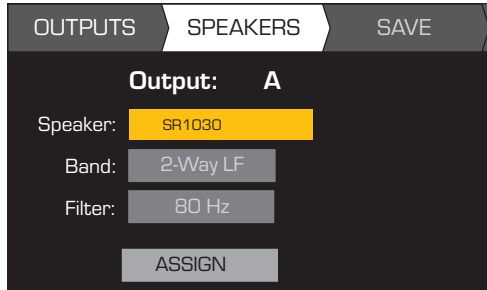 OUTPUTS SPEAKERS SAVE
Output: A
Speaker: SR1030
Band: 2-Way LF
Filter: 80 Hz
ASSIGN